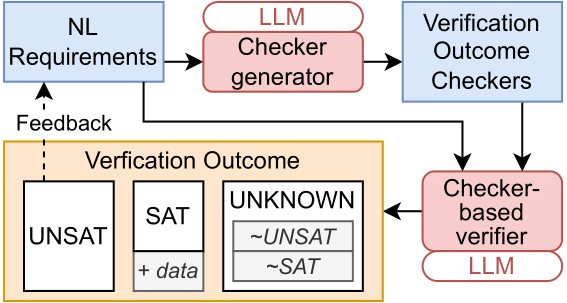 NL
Requirements
LLM
Checker
generator
Verification
Outcome
Checkers
Feedback
Verfication Outcome
UNSAT
SAT
+ data
UNKNOWN
~UNSAT
~SAT
Checker-
based
verifier
LLM